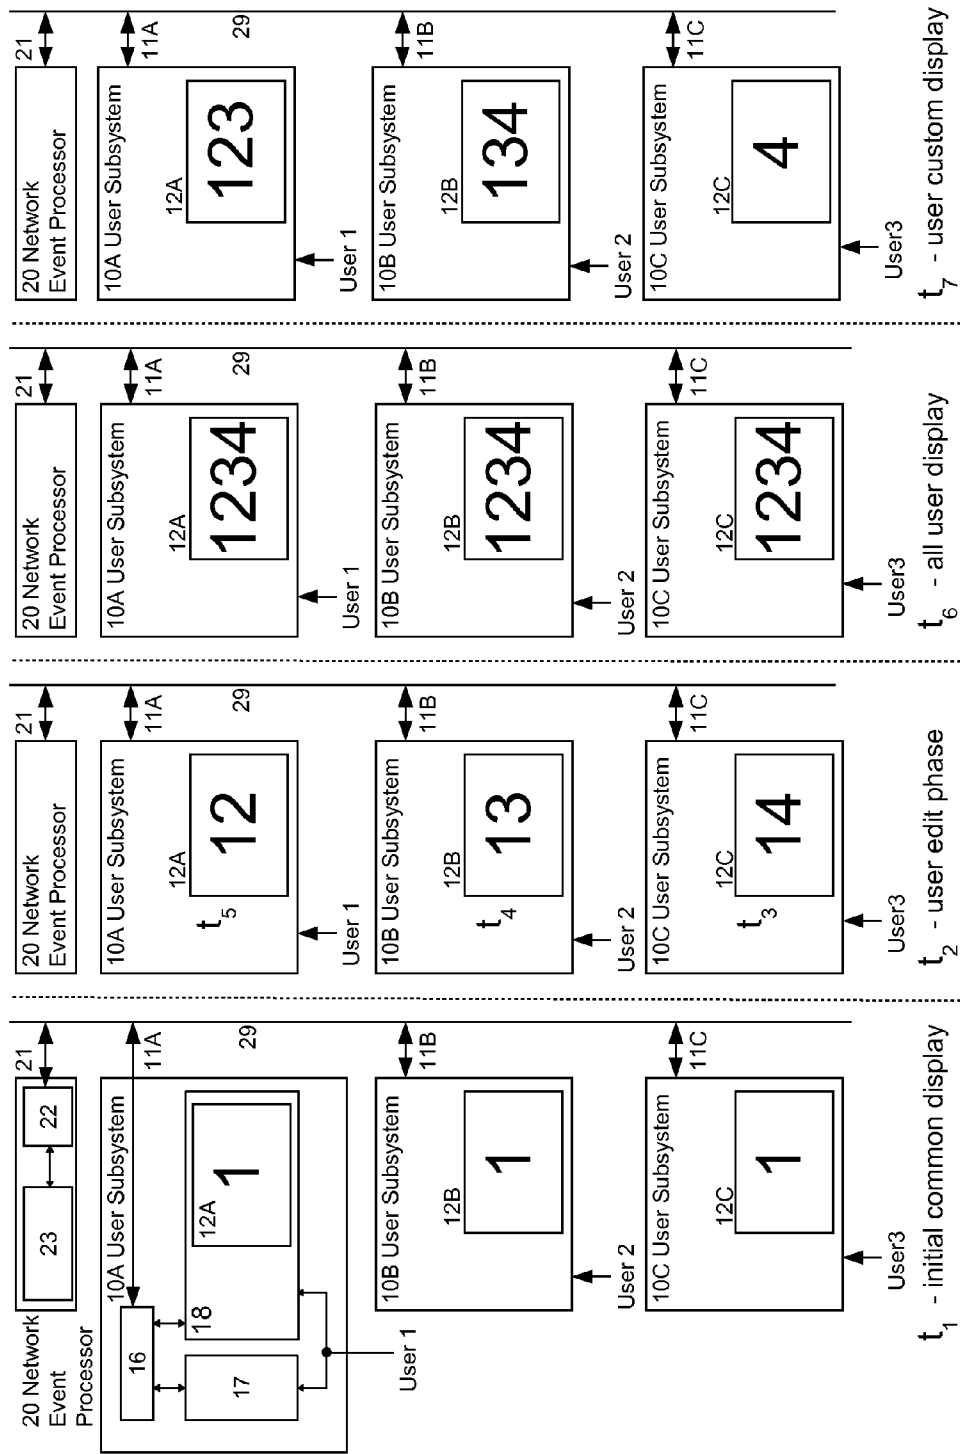 20 Network
Event
Processor
23
22
21
10A User Subsystem
16
17
18
12A
1
11A
29
User 1
10B User Subsystem
12B
1
11B
User 2
10C User Subsystem
12C
1
11C
User3
t1 - initial common display
20 Network
Event Processor
21
10A User Subsystem
12A
12
t5
11A
29
User 1
10B User Subsystem
12B
13
t4
11B
User 2
10C User Subsystem
12C
14
t3
11C
User3
t2 - user edit phase
20 Network
Event Processor
21
10A User Subsystem
12A
1234
11A
29
User 1
10B User Subsystem
12B
1234
11B
User 2
10C User Subsystem
12C
1234
11C
User3
t6 - all user display
20 Network
Event Processor
21
10A User Subsystem
12A
123
11A
29
User 1
10B User Subsystem
12B
134
11B
User 2
10C User Subsystem
12C
4
11C
User3
t7 - user custom display